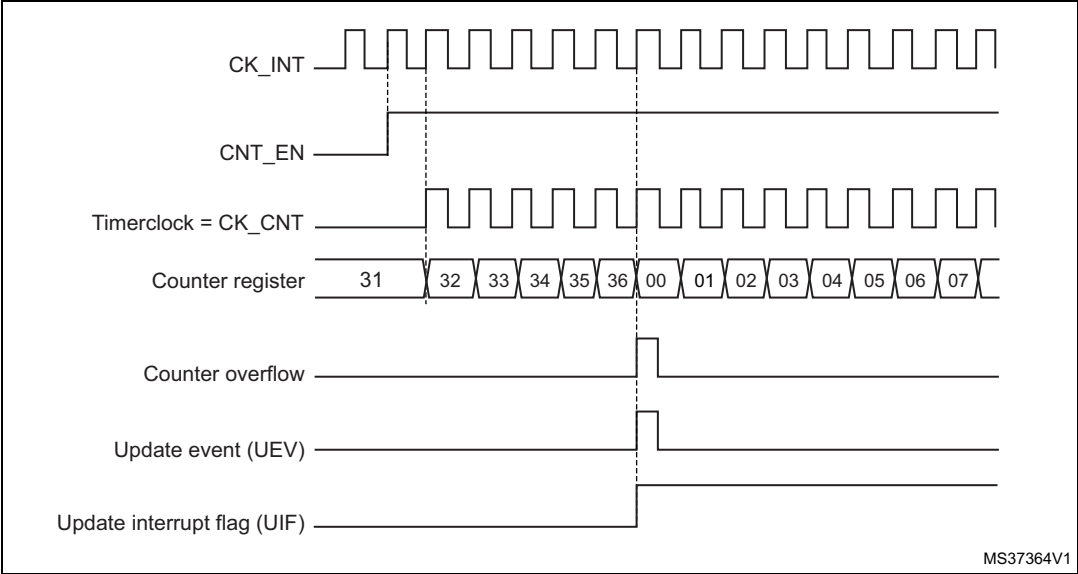 CK_INT
CNT_EN
Timerclock = CK_CNT
Counter register 31 32 33 34 35 36 00 01 02 03 04 05 06 07
Counter overflow
Update event (UEV)
Update interrupt flag (UIF)
MS37364V1